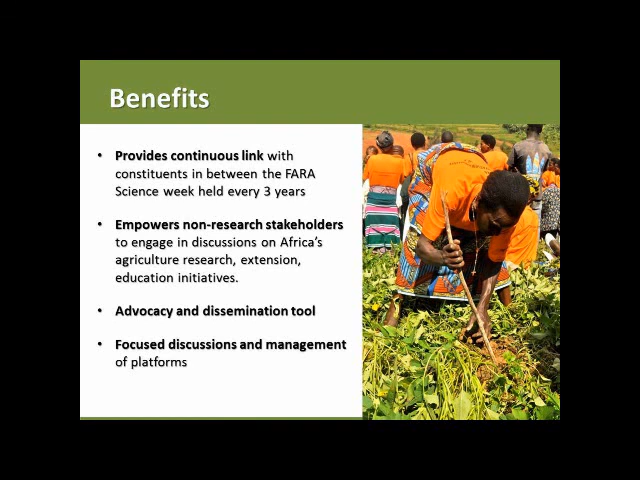 Benefits
• Provides continuous link with
constituents in between the FARA
Science week held every 3 years
• Empowers non-research stakeholders
to engage in discussions on Africa's
agriculture research, extension,
education initiatives.
• Advocacy and dissemination tool
• Focused discussions and management
of platforms